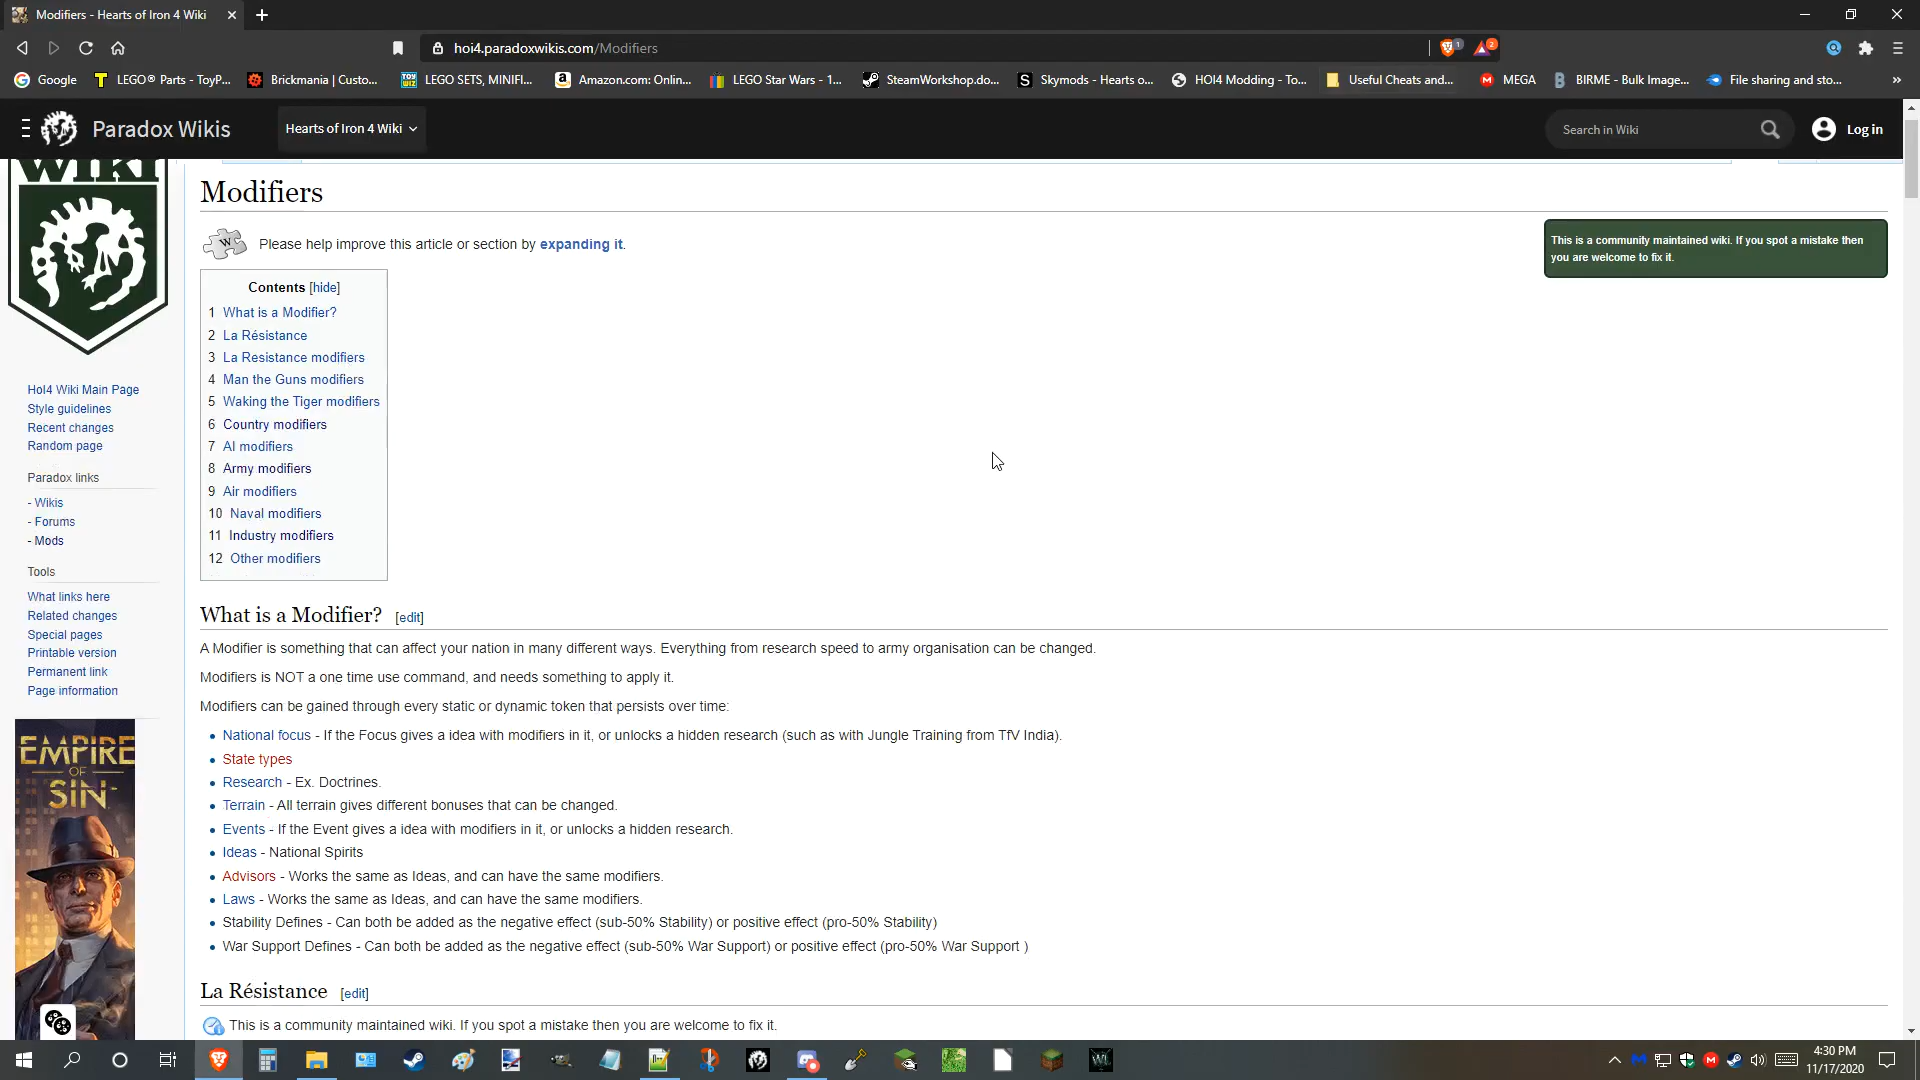 Modifiers - Hearts of Iron 4 Wiki
hoi4.paradoxwikis.com/Modifiers
1
2
Google
LEGO® Parts - ToyP...
Brickmania | Custo...
TOY WIZ
LEGO SETS, MINIFI...
Amazon.com: Onlin...
LEGO Star Wars - 1...
SteamWorkshop.do...
Skymods - Hearts o...
HOI4 Modding - To...
Useful Cheats and...
MEGA
BIRME - Bulk Image...
File sharing and sto...
Paradox Wikis
Hearts of Iron 4 Wiki
Search in Wiki
Log in
WIKI
Modifiers
Please help improve this article or section by expanding it.
This is a community maintained wiki. If you spot a mistake then
you are welcome to fix it.
Contents [hide]
1 What is a Modifier?
2 La Résistance
3 La Resistance modifiers
4 Man the Guns modifiers
5 Waking the Tiger modifiers
6 Country modifiers
7 AI modifiers
8 Army modifiers
9 Air modifiers
10 Naval modifiers
11 Industry modifiers
12 Other modifiers
HoI4 Wiki Main Page
Style guidelines
Recent changes
Random page
Paradox links
- Wikis
- Forums
- Mods
Tools
What links here
Related changes
Special pages
Printable version
Permanent link
Page information
EMPIRE
OF
SIN
What is a Modifier? [edit]
A Modifier is something that can affect your nation in many different ways. Everything from research speed to army organisation can be changed.
Modifiers is NOT a one time use command, and needs something to apply it.
Modifiers can be gained through every static or dynamic token that persists over time:
• National focus - If the Focus gives a idea with modifiers in it, or unlocks a hidden research (such as with Jungle Training from TfV India).
• State types
• Research - Ex. Doctrines.
• Terrain - All terrain gives different bonuses that can be changed.
• Events - If the Event gives a idea with modifiers in it, or unlocks a hidden research.
• Ideas - National Spirits
• Advisors - Works the same as Ideas, and can have the same modifiers.
• Laws - Works the same as Ideas, and can have the same modifiers.
• Stability Defines - Can both be added as the negative effect (sub-50% Stability) or positive effect (pro-50% Stability)
• War Support Defines - Can both be added as the negative effect (sub-50% War Support) or positive effect (pro-50% War Support )
La Résistance [edit]
This is a community maintained wiki. If you spot a mistake then you are welcome to fix it.
4:30 PM
11/17/2020